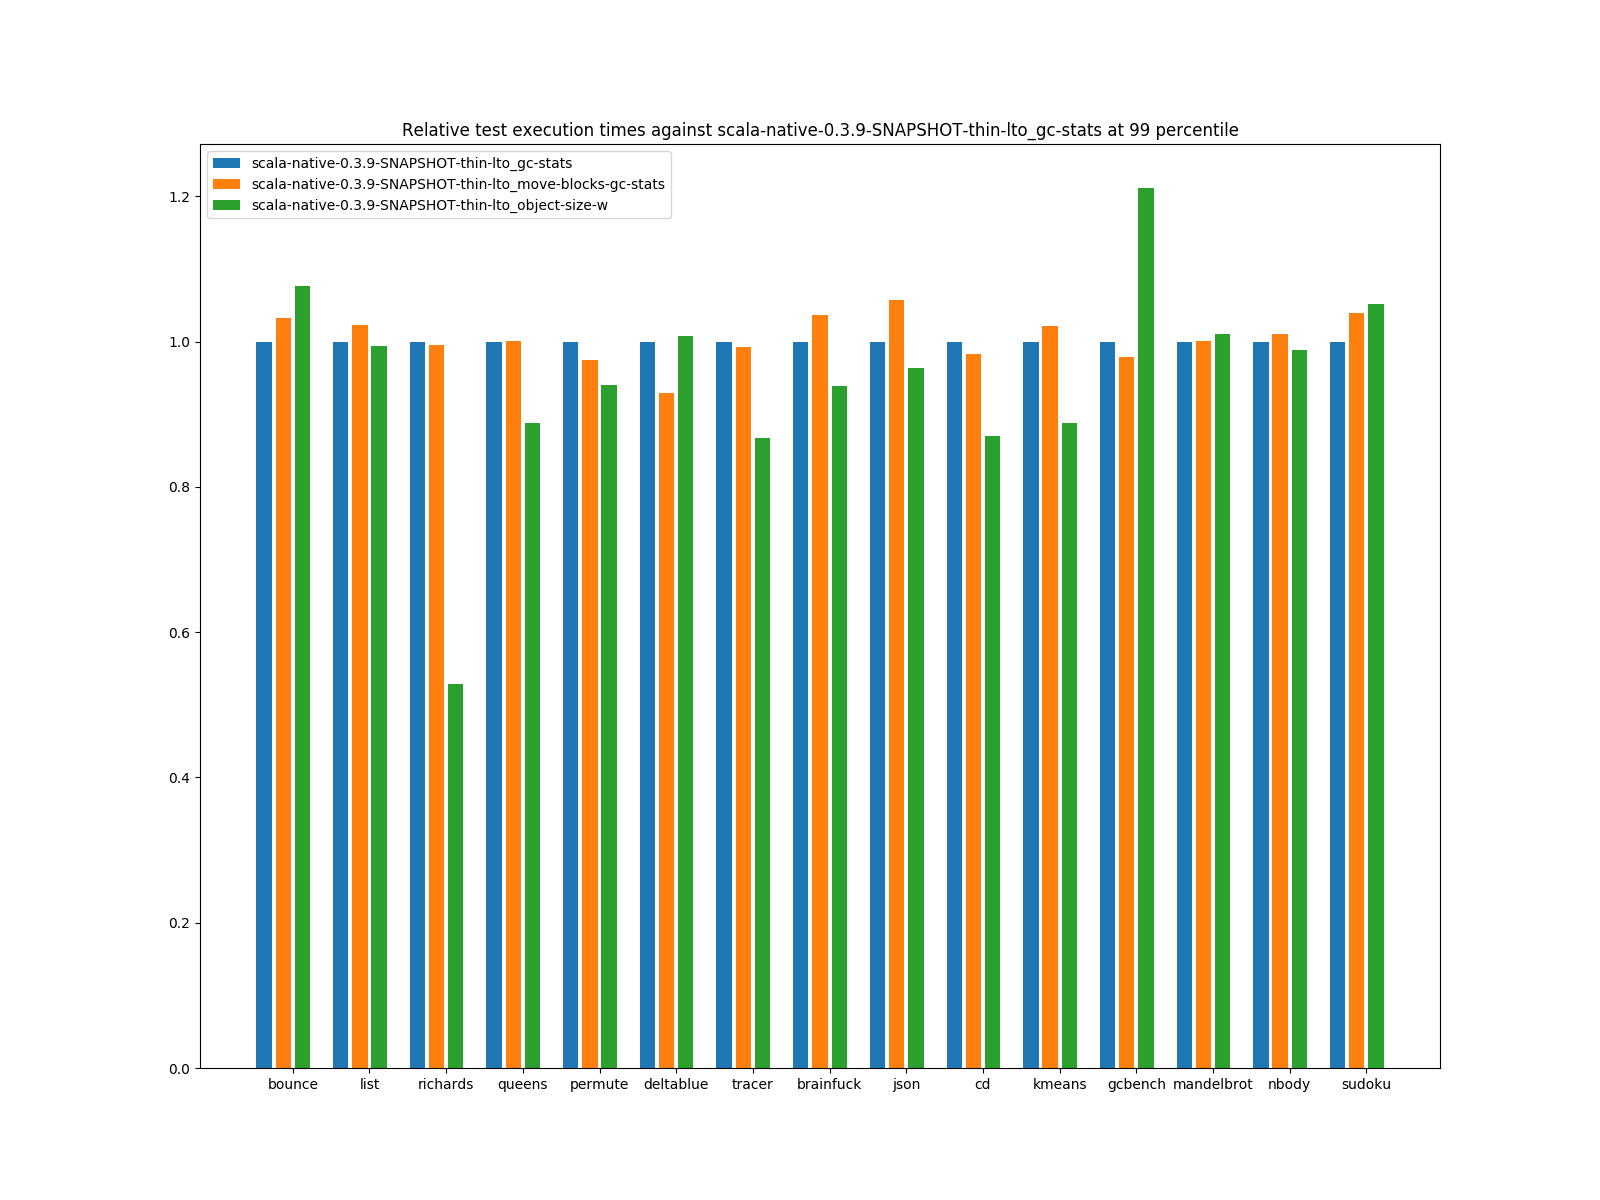 Relative test execution times against scala-native-0.3.9-SNAPSHOT-thin-lto_gc-stats at 99 percentile
scala-native-0.3.9-SNAPSHOT-thin-lto_gc-stats
scala-native-0.3.9-SNAPSHOT-thin-lto_move-blocks-gc-stats
scala-native-0.3.9-SNAPSHOT-thin-lto_object-size-w
1.2
1.0
0.8
0.6
0.4
0.2
0.0
bounce list richards queens permute deltablue tracer brainfuck json cd kmeans gcbench mandelbrot nbody sudoku